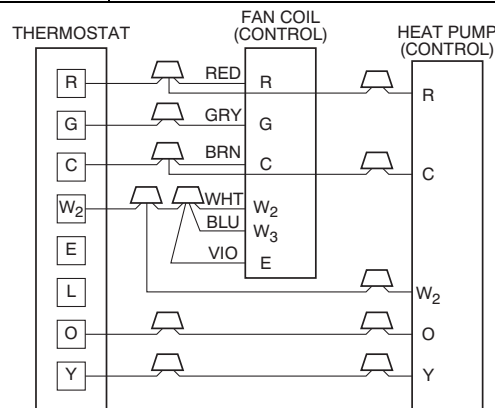 THERMOSTAT
FAN COIL
(CONTROL)
HEAT PUMP
(CONTROL)
R
G
C
W2
E
L
O
Y
RED
GRY
BRN
WHT
BLU
VIO
R
G
C
W2
W3
E
R
C
W2
O
Y